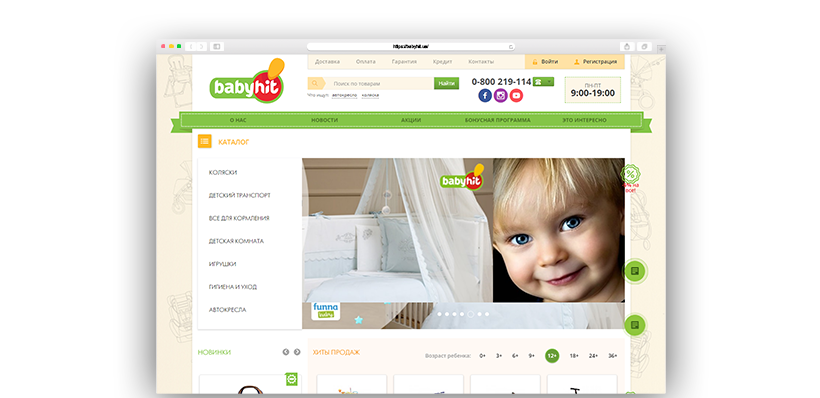 https://babyhit.ua/
Доставка Оплата Гарантия Кредит Контакты Войти Регистрация
babyhit
Поиск по товарам Найти
0-800 219-114
ПН-ПТ
9:00-19:00
автокресло коляска
О НАС НОВОСТИ АКЦИИ БОНУСНАЯ ПРОГРАММА ЭТО ИНТЕРЕСНО
КАТАЛОГ
КОЛЯСКИ
ДЕТСКИЙ ТРАНСПОРТ
ВСЕ ДЛЯ КОРМЛЕНИЯ
ДЕТСКАЯ КОМНАТА
ИГРУШКИ
ГИГИЕНА И УХОД
АВТОКРЕСЛА
babyhit
funna
baby
%
на
все!
НОВИНКИ
ХИТЫ ПРОДАЖ
Возраст ребенка: 0+ 3+ 6+ 9+ 12+ 18+ 24+ 36+